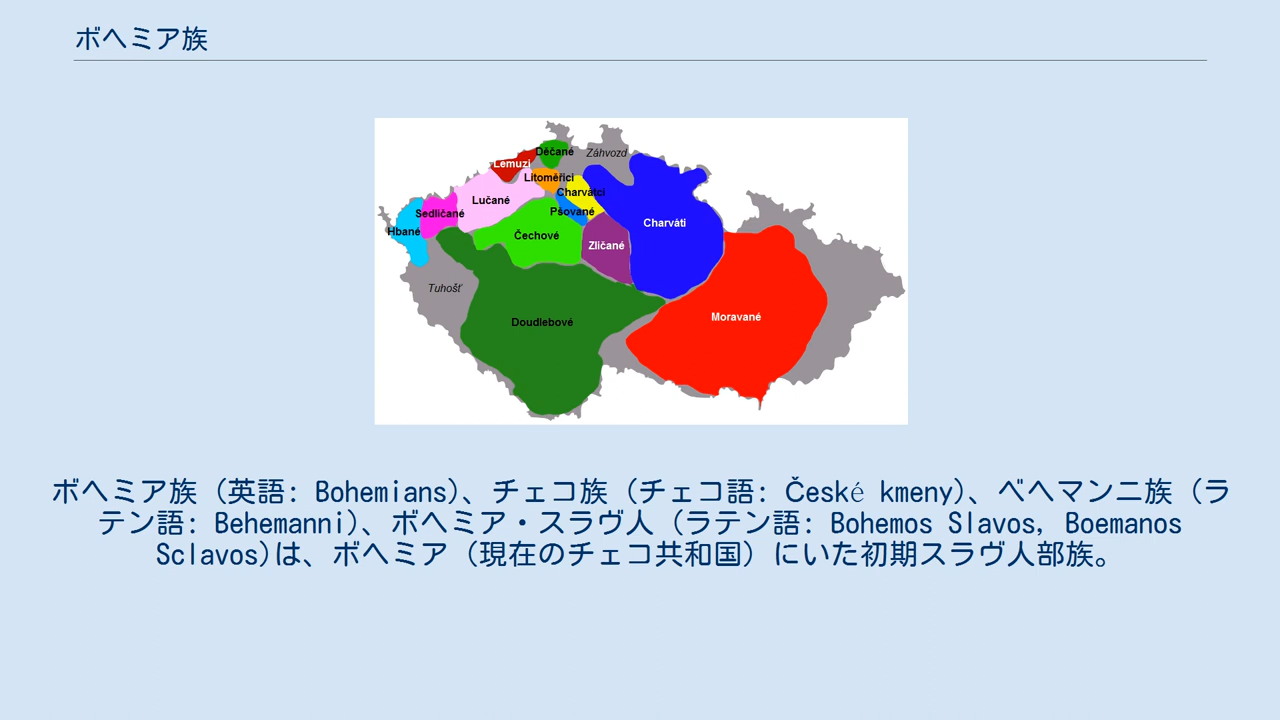 ボヘミア族
Děčané
Záhvozd
Lemuzi
Litoměřici
Charvátci
Lučané
Pšované
Sedličané
Charváti
Hbané
Čechové
Zličané
Tuhošť
Moravané
Doudlebové
ボヘミア族（英語: Bohemians)、チェコ族（チェコ語: České kmeny)、ベヘマンニ族（ラ
テン語: Behemanni)、ボヘミア・スラヴ人（ラテン語: Bohemos Slavos, Boemanos
Sclavos)は、ボヘミア（現在のチェコ共和国）にいた初期スラヴ人部族。